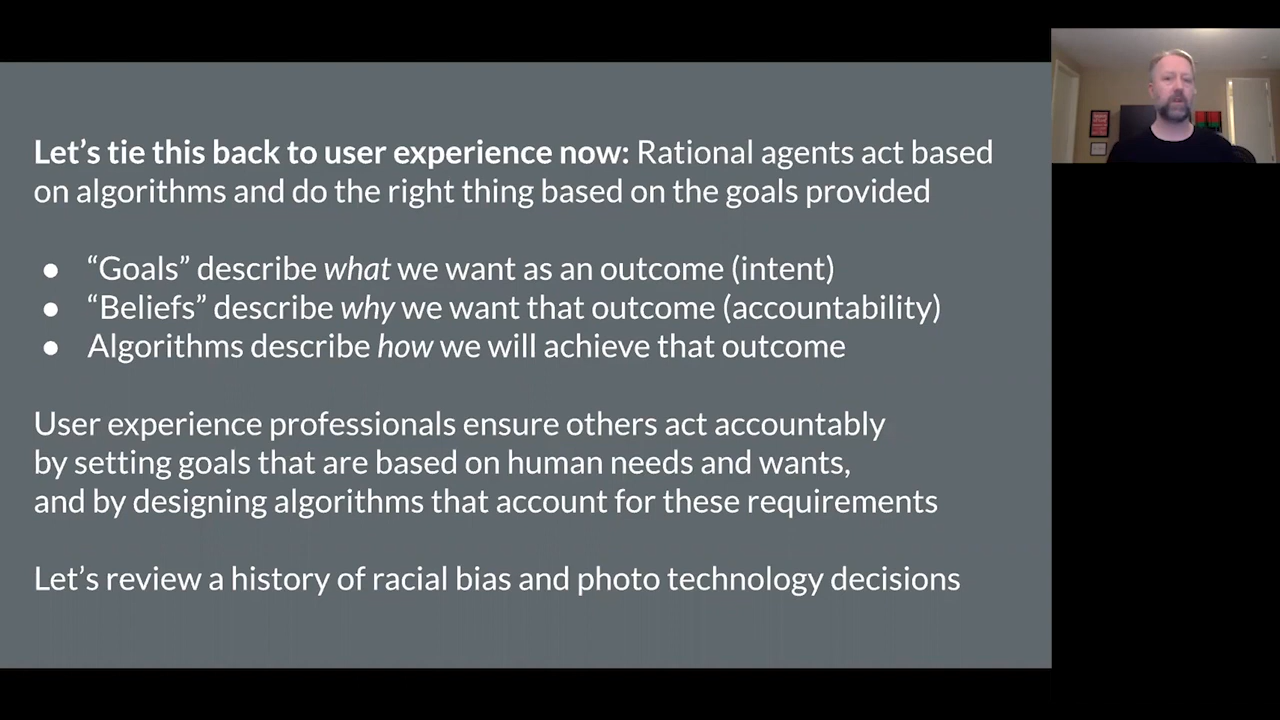 Let’s tie this back to user experience now: Rational agents act based
on algorithms and do the right thing based on the goals provided
● “Goals” describe what we want as an outcome (intent)
● “Beliefs” describe why we want that outcome (accountability)
● Algorithms describe how we will achieve that outcome
User experience professionals ensure others act accountably
by setting goals that are based on human needs and wants,
and by designing algorithms that account for these requirements
Let’s review a history of racial bias and photo technology decisions